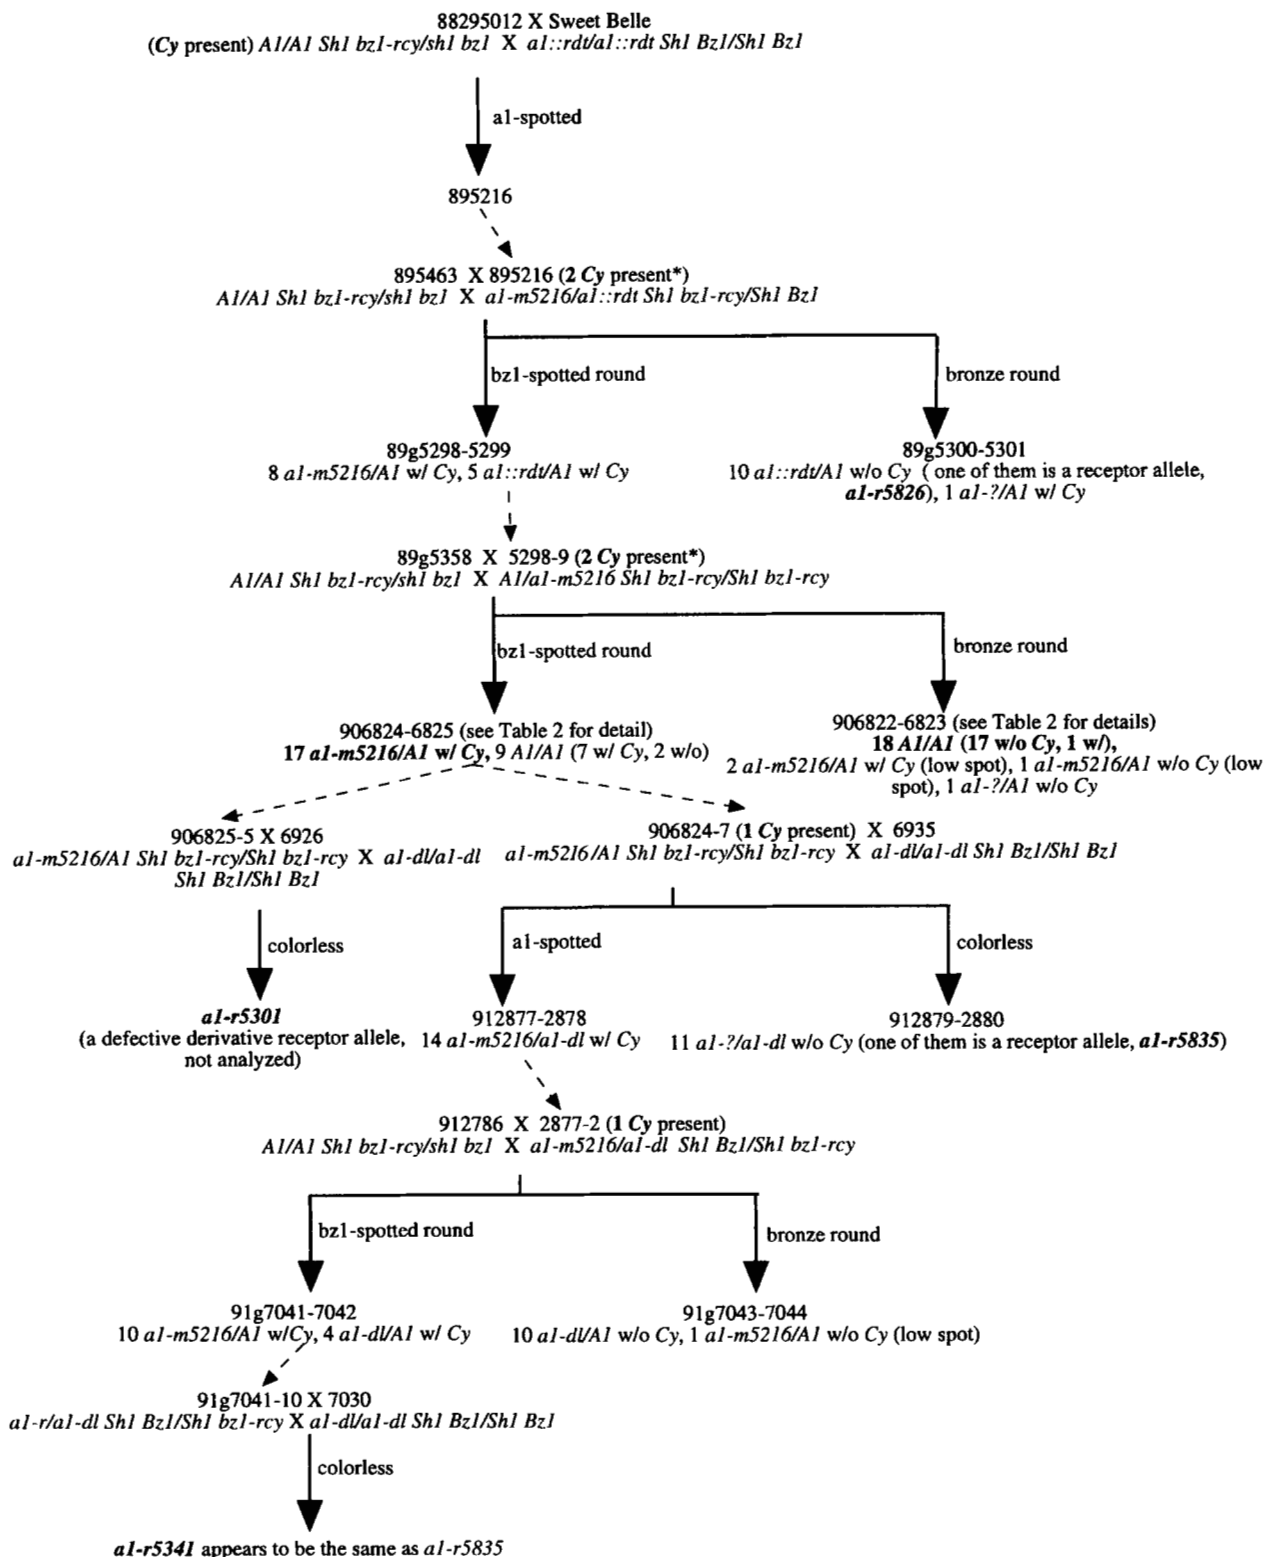 88295012 X Sweet Belle
(Cy present) A1/A1 Sh1 bz1-rcy/sh1 bz1 X a1::rdt/a1::rdt Sh1 Bz1/Sh1 Bz1
a1-spotted
895216
895463 X 895216 (2 Cy present*)
A1/A1 Sh1 bz1-rcy/sh1 bz1 X a1-m5216/a1::rdt Sh1 bz1-rcy/Sh1 Bz1
bz1-spotted round
bronze round
89g5298-5299
8 a1-m5216/A1 w/ Cy, 5 a1::rdt/A1 w/ Cy
89g5300-5301
10 a1::rdt/A1 w/o Cy ( one of them is a receptor allele,
a1-r5826), 1 a1-?/A1 w/ Cy
89g5358 X 5298-9 (2 Cy present*)
A1/A1 Sh1 bz1-rcy/sh1 bz1 X A1/a1-m5216 Sh1 bz1-rcy/Sh1 bz1-rcy
bz1-spotted round
bronze round
906824-6825 (see Table 2 for detail)
17 a1-m5216/A1 w/ Cy, 9 A1/A1 (7 w/ Cy, 2 w/o)
906822-6823 (see Table 2 for details)
18 A1/A1 (17 w/o Cy, 1 w/),
2 a1-m5216/A1 w/ Cy (low spot), 1 a1-m5216/A1 w/o Cy (low
spot), 1 a1-?/A1 w/o Cy
906825-5 X 6926
a1-m5216/A1 Sh1 bz1-rcy/Sh1 bz1-rcy X a1-dl/a1-dl
Sh1 Bz1/Sh1 Bz1
906824-7 (1 Cy present) X 6935
a1-m5216/A1 Sh1 bz1-rcy/Sh1 bz1-rcy X a1-dl/a1-dl Sh1 Bz1/Sh1 Bz1
colorless
a1-spotted
colorless
a1-r5301
(a defective derivative receptor allele,
not analyzed)
912877-2878
14 a1-m5216/a1-dl w/ Cy
912879-2880
11 a1-?/a1-dl w/o Cy (one of them is a receptor allele, a1-r5835)
912786 X 2877-2 (1 Cy present)
A1/A1 Sh1 bz1-rcy/sh1 bz1 X a1-m5216/a1-dl Sh1 Bz1/Sh1 bz1-rcy
bz1-spotted round
bronze round
91g7041-7042
10 a1-m5216/A1 w/Cy, 4 a1-dl/A1 w/ Cy
91g7043-7044
10 a1-dl/A1 w/o Cy, 1 a1-m5216/A1 w/o Cy (low spot)
91g7041-10 X 7030
a1-r/a1-dl Sh1 Bz1/Sh1 bz1-rcy X a1-dl/a1-dl Sh1 Bz1/Sh1 Bz1
colorless
a1-r5341 appears to be the same as a1-r5835